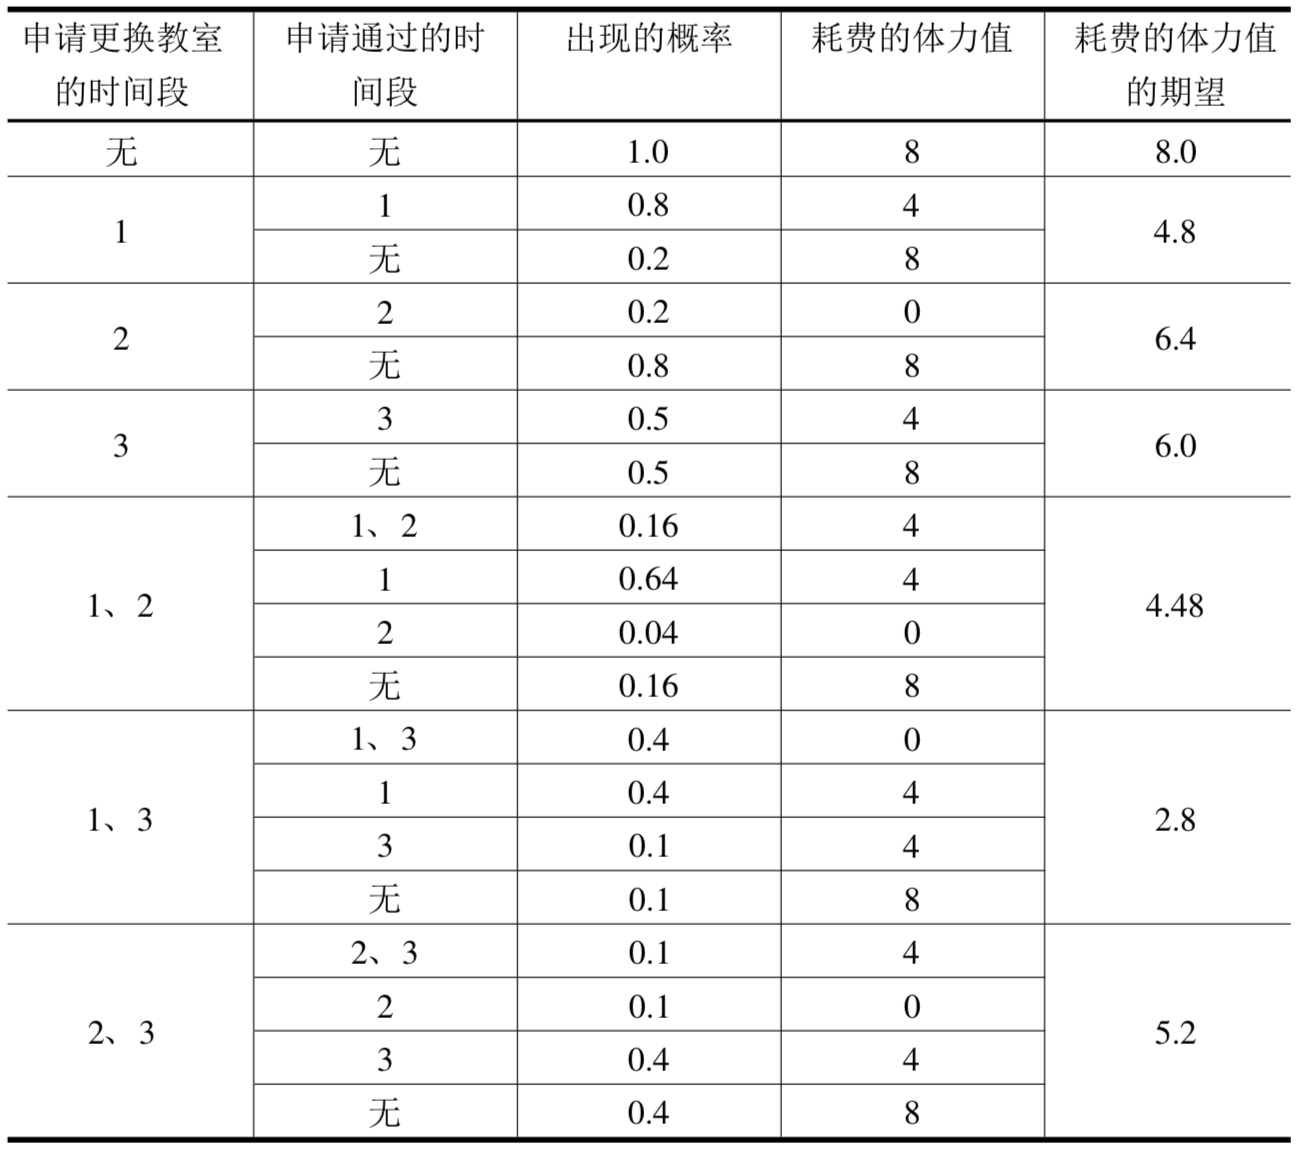 申请更换教室的时间段 申请通过的时间段 出现的概率 耗费的体力值 耗费的体力值的期望
无 无 1.0 8 8.0
1 1 0.8 4 4.8
无 0.2 8
2 2 0.2 0 6.4
无 0.8 8
3 3 0.5 4 6.0
无 0.5 8
1、2 1、2 0.16 4 4.48
1 0.64 4
2 0.04 0
无 0.16 8
1、3 1、3 0.4 0 2.8
1 0.4 4
3 0.1 4
无 0.1 8
2、3 2、3 0.1 4 5.2
2 0.1 0
3 0.4 4
无 0.4 8